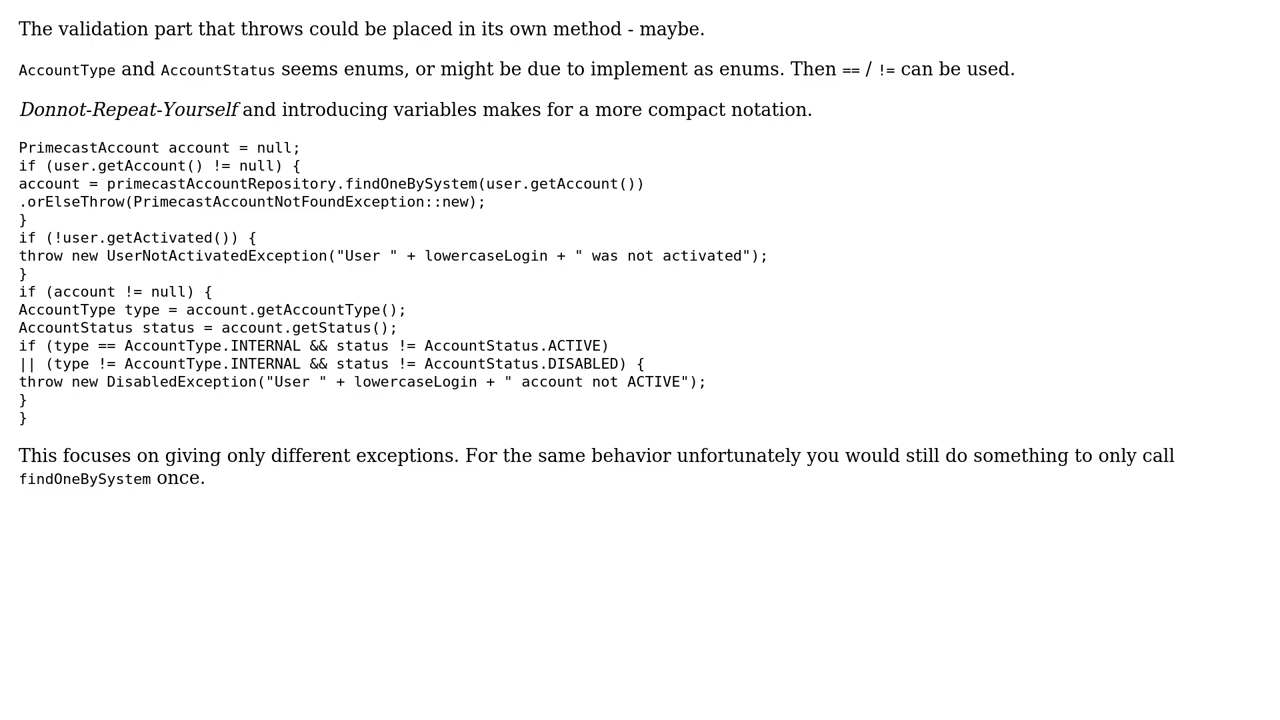 The validation part that throws could be placed in its own method - maybe.
AccountType and AccountStatus seems enums, or might be due to implement as enums. Then == / != can be used.
Donnot-Repeat-Yourself and introducing variables makes for a more compact notation.
PrimecastAccount account = null;
if (user.getAccount() != null) {
account = primecastAccountRepository.findOneBySystem(user.getAccount())
.orElseThrow(PrimecastAccountNotFoundException::new);
}
if (!user.getActivated()) {
throw new UserNotActivatedException("User " + lowercaseLogin + " was not activated");
}
if (account != null) {
AccountType type = account.getAccountType();
AccountStatus status = account.getStatus();
if (type == AccountType.INTERNAL && status != AccountStatus.ACTIVE)
|| (type != AccountType.INTERNAL && status != AccountStatus.DISABLED) {
throw new DisabledException("User " + lowercaseLogin + " account not ACTIVE");
}
}
This focuses on giving only different exceptions. For the same behavior unfortunately you would still do something to only call
findOneBySystem once.